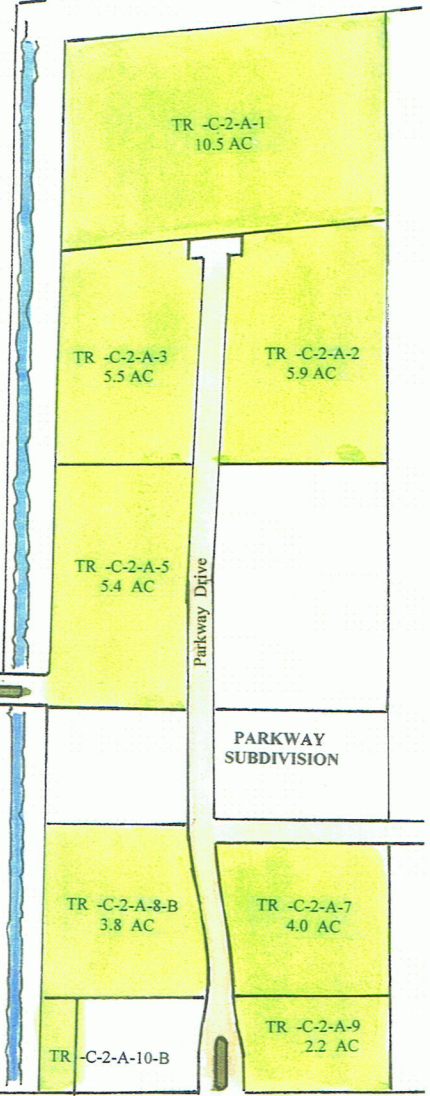 TR -C-2-A-1
10.5 AC
TR -C-2-A-3
5.5 AC
TR -C-2-A-2
5.9 AC
TR -C-2-A-5
5.4 AC
Parkway Drive
PARKWAY
SUBDIVISION
TR -C-2-A-8-B
3.8 AC
TR -C-2-A-7
4.0 AC
TR -C-2-A-9
2.2 AC
TR -C-2-A-10-B